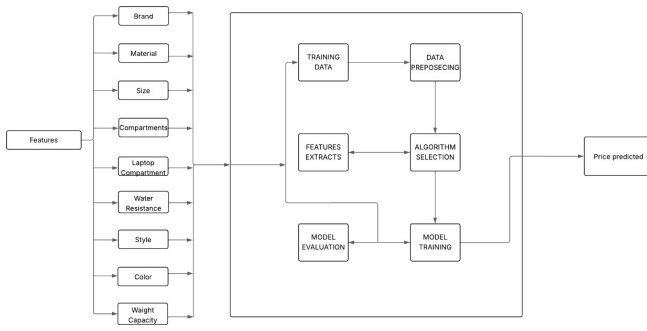 Features
Brand
Material
Size
Compartments
Laptop
Compartment
Water
Resistance
Style
Color
Waight
Capacity
TRAINING
DATA
DATA
PREPOSECING
FEATURES
EXTRACTS
ALGORITHM
SELECTION
MODEL
EVALUATION
MODEL
TRAINING
Price predicted